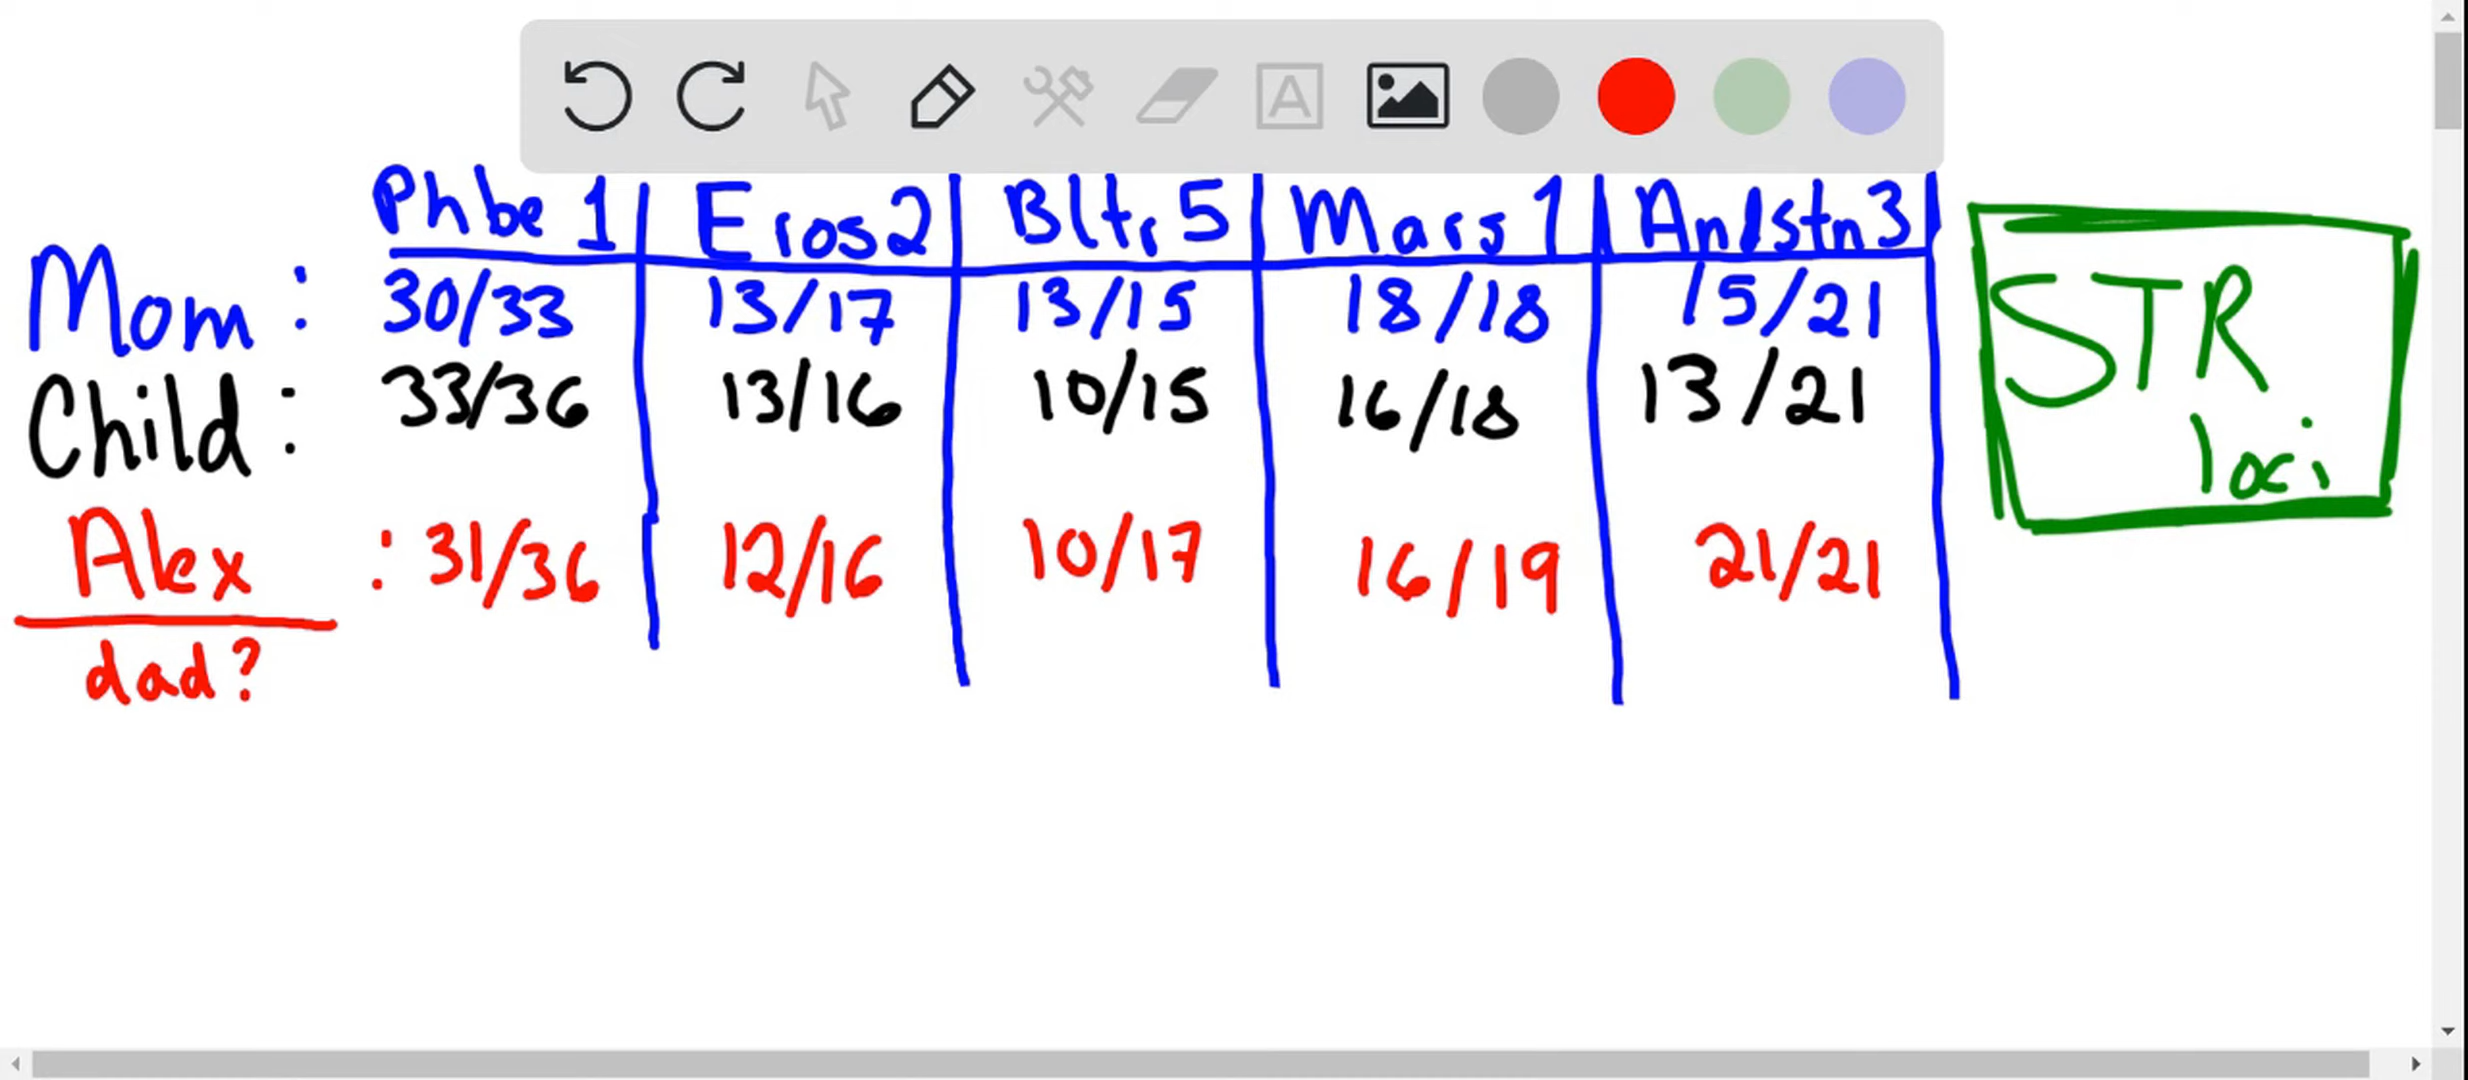 Phbe 1 Eros2 Bltr5 Mars1 Andstn3
Mom: 30/33 13/17 13/15 18/18 15/21
Child: 33/36 13/16 10/15 16/18 13/21
Alex : 31/36 12/16 10/17 16/19 21/21
dad?
STR
loci
A